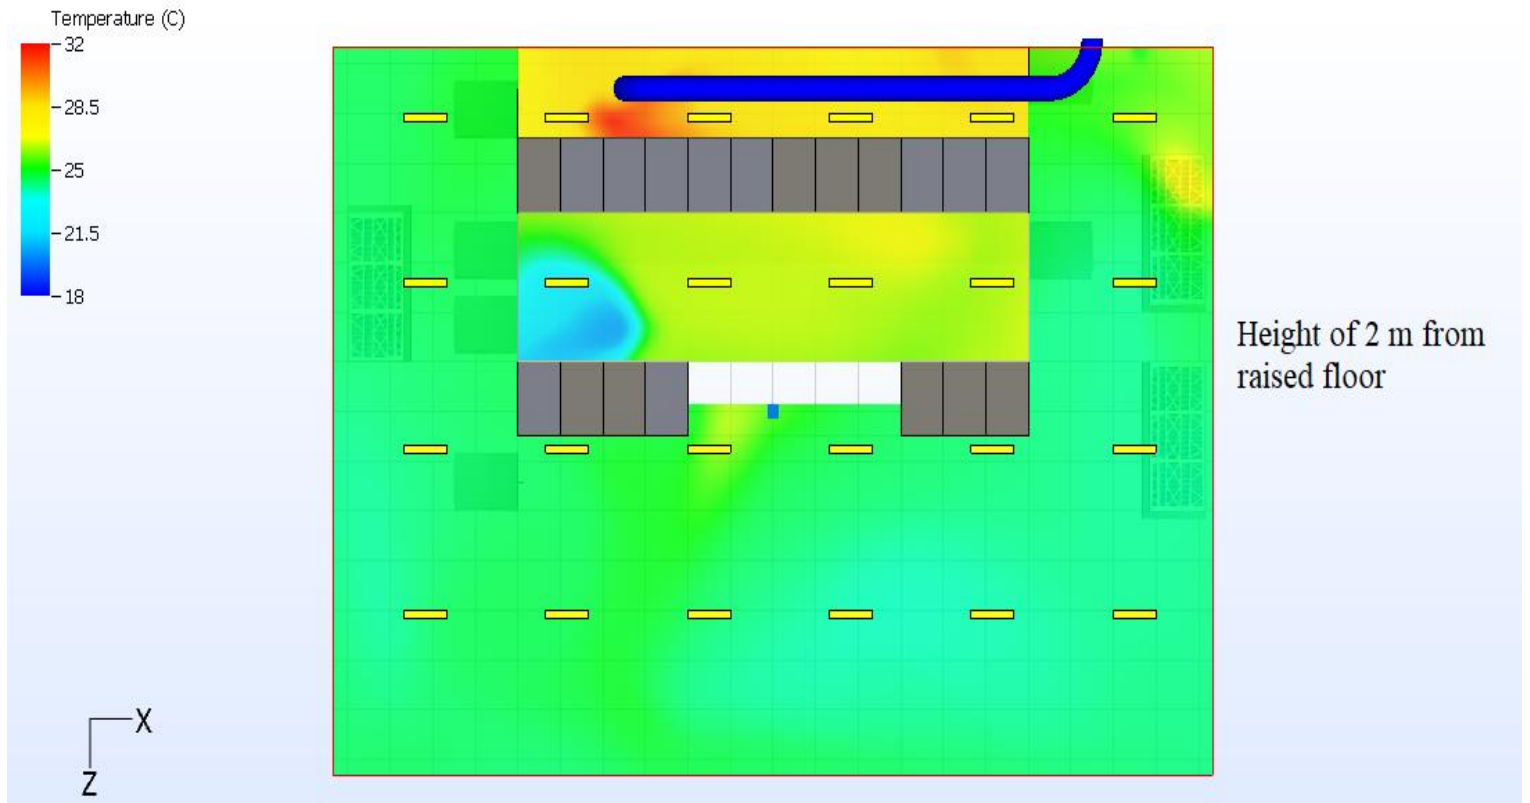 Temperature (C)
32
28.5
25
21.5
18
Height of 2 m from
raised floor
X
Z